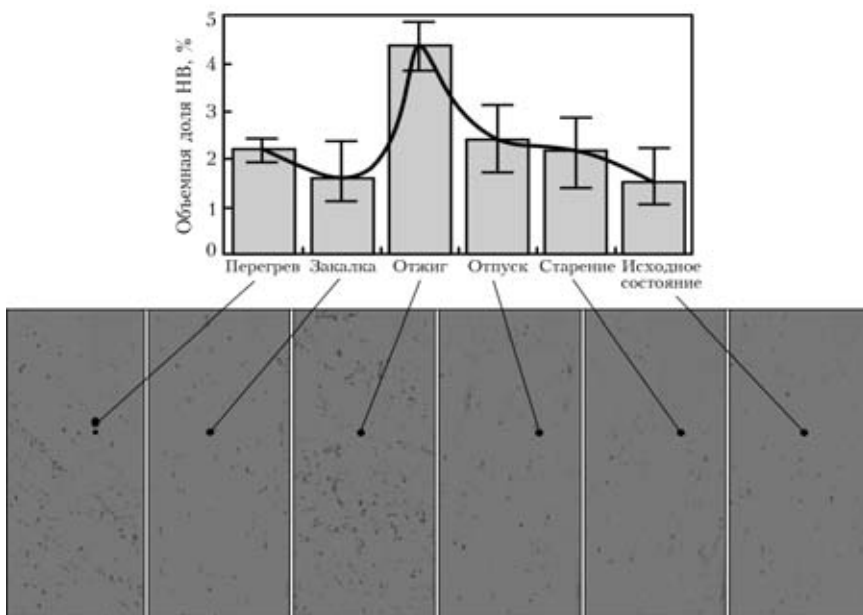 Объемная доля НВ, %
5
4
3
2
1
0
Перегрев Закалка Отжиг Отпуск Старение Исходное
состояние